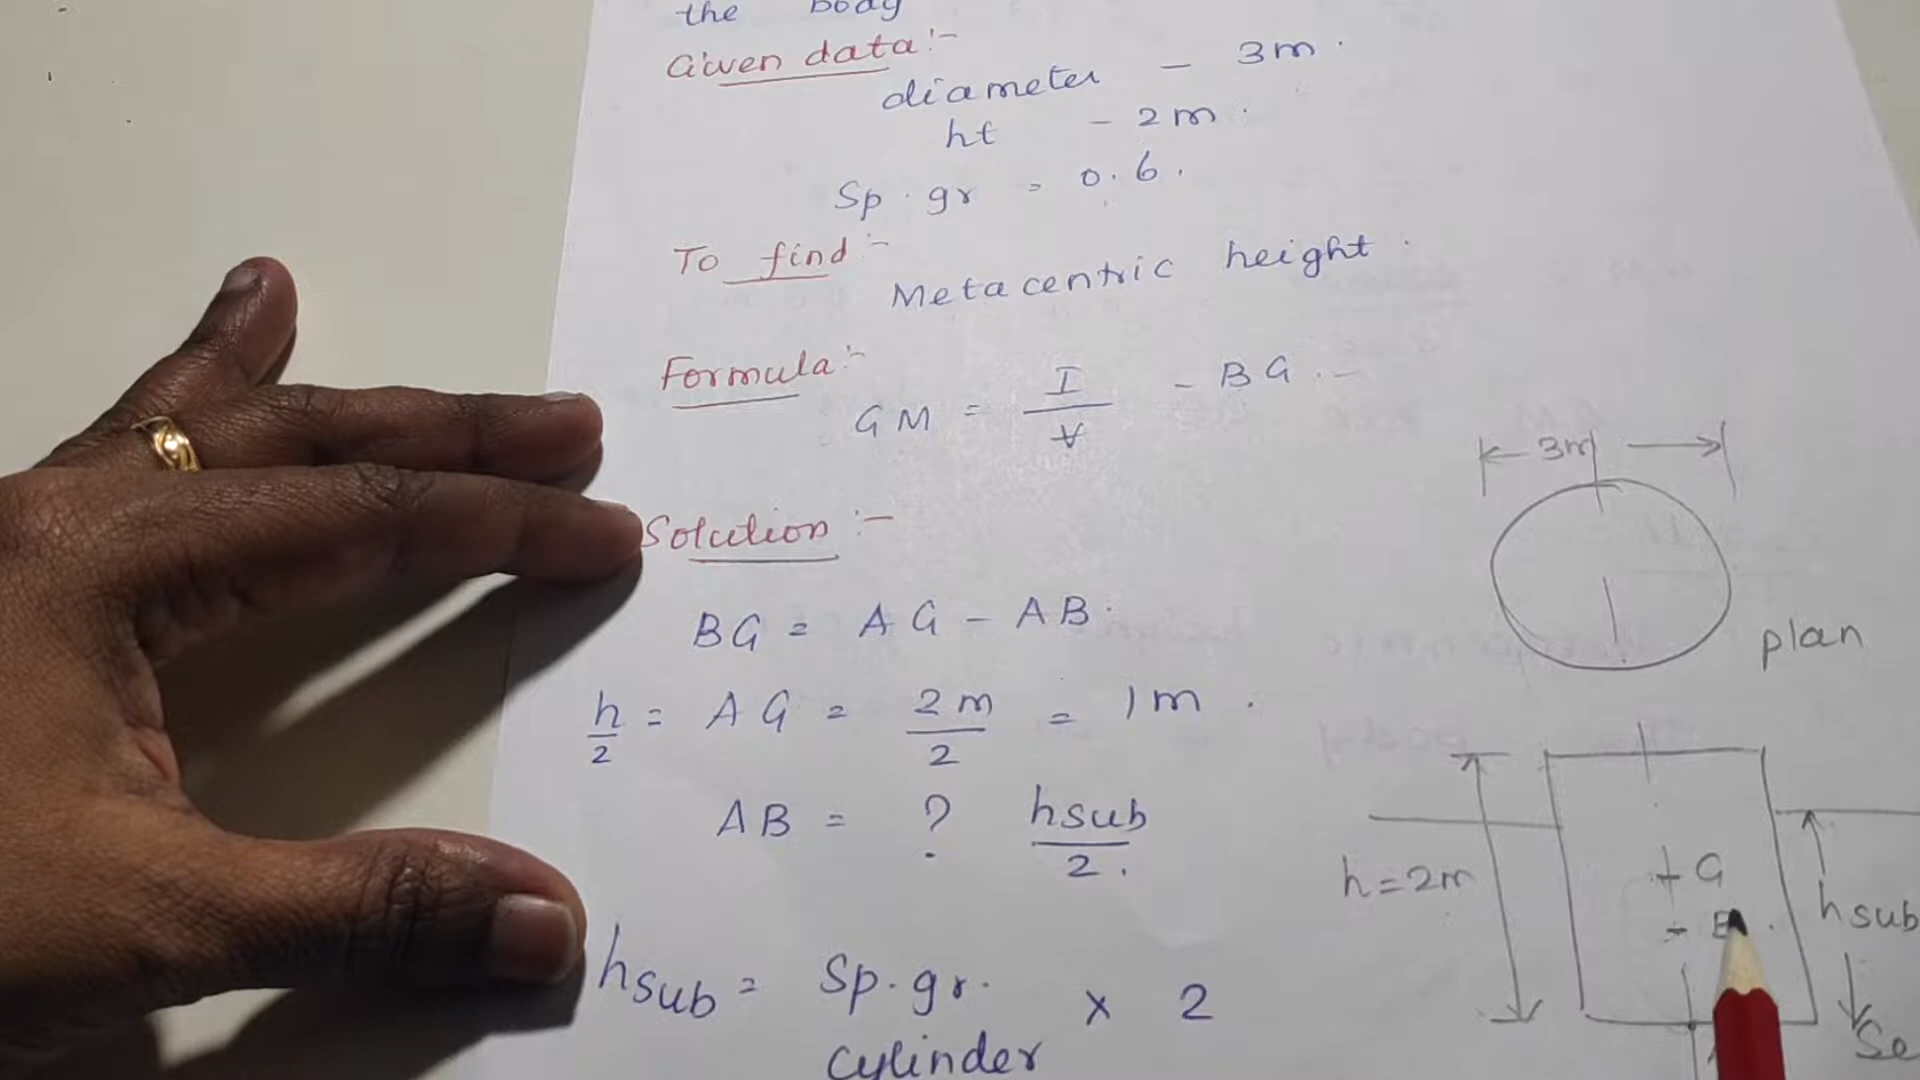 the body
Given data :-
diameter - 3m.
ht - 2m.
Sp. gr = 0.6.
To find :-
Metacentric height.
Formula :-
GM = I/V - BG.
Solution :-
BG = AG - AB.
h/2 = AG = 2m/2 = 1m.
AB = ? hsub/2.
hsub = Sp. gr. cylinder × 2
3m
plan
h = 2m
G
B
hsub